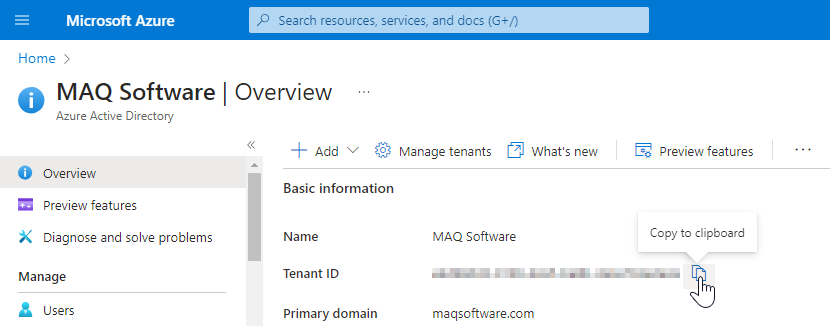 Microsoft Azure
Search resources, services, and docs (G+/)
Home
MAQ Software | Overview
Azure Active Directory
Add
Manage tenants
What's new
Preview features
Overview
Preview features
Diagnose and solve problems
Manage
Users
Basic information
Name MAQ Software
Copy to clipboard
Tenant ID
Primary domain maqsoftware.com